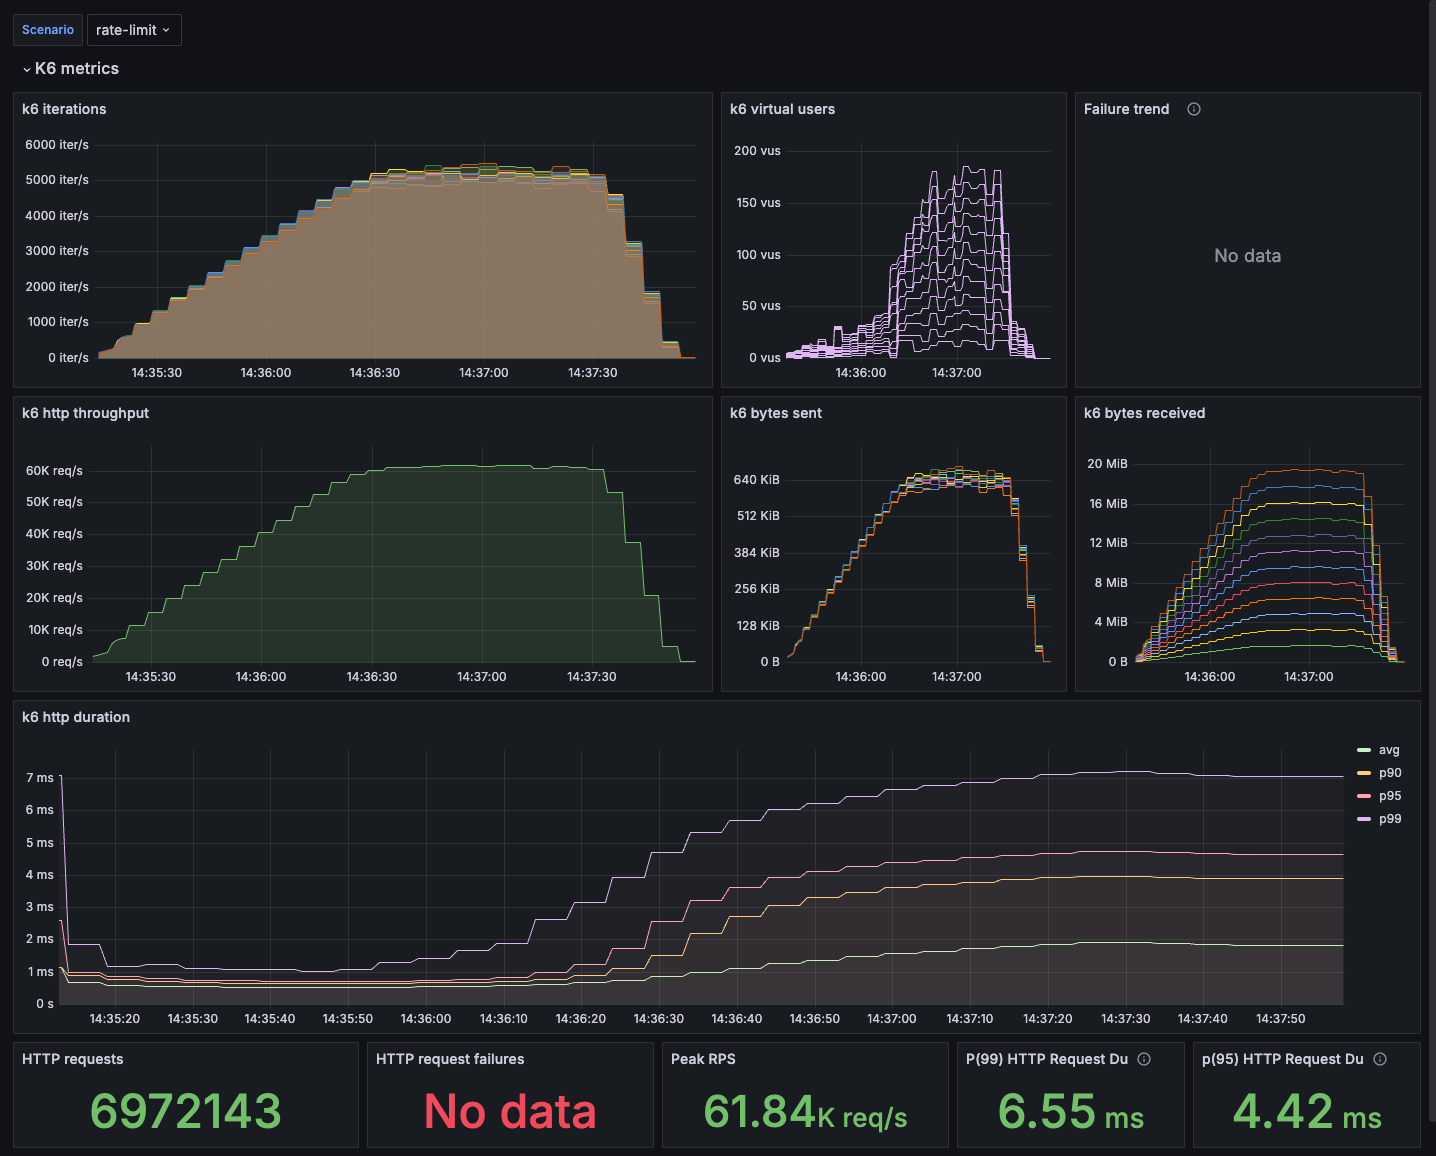 Scenario
rate-limit
K6 metrics
k6 iterations
6000 iter/s
5000 iter/s
4000 iter/s
3000 iter/s
2000 iter/s
1000 iter/s
0 iter/s
14:35:30 14:36:00 14:36:30 14:37:00 14:37:30
k6 virtual users
200 vus
150 vus
100 vus
50 vus
0 vus
14:36:00 14:37:00
Failure trend
No data
k6 http throughput
60K req/s
50K req/s
40K req/s
30K req/s
20K req/s
10K req/s
0 req/s
14:35:30 14:36:00 14:36:30 14:37:00 14:37:30
k6 bytes sent
640 KiB
512 KiB
384 KiB
256 KiB
128 KiB
0 B
14:36:00 14:37:00
k6 bytes received
20 MiB
16 MiB
12 MiB
8 MiB
4 MiB
0 B
14:36:00 14:37:00
k6 http duration
7 ms
6 ms
5 ms
4 ms
3 ms
2 ms
1 ms
0 s
14:35:20 14:35:30 14:35:40 14:35:50 14:36:00 14:36:10 14:36:20 14:36:30 14:36:40 14:36:50 14:37:00 14:37:10 14:37:20 14:37:30 14:37:40 14:37:50
avg
p90
p95
p99
HTTP requests
6972143
HTTP request failures
No data
Peak RPS
61.84K req/s
P(99) HTTP Request Du
6.55 ms
p(95) HTTP Request Du
4.42 ms